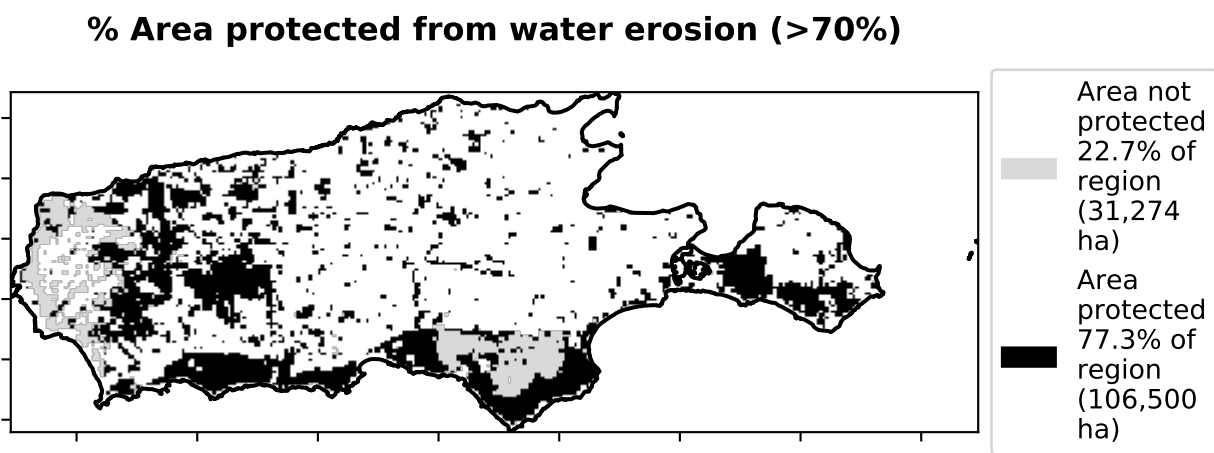 % Area protected from water erosion (>70%)
Area not
protected
22.7% of
region
(31,274
ha)
Area
protected
77.3% of
region
(106,500
ha)